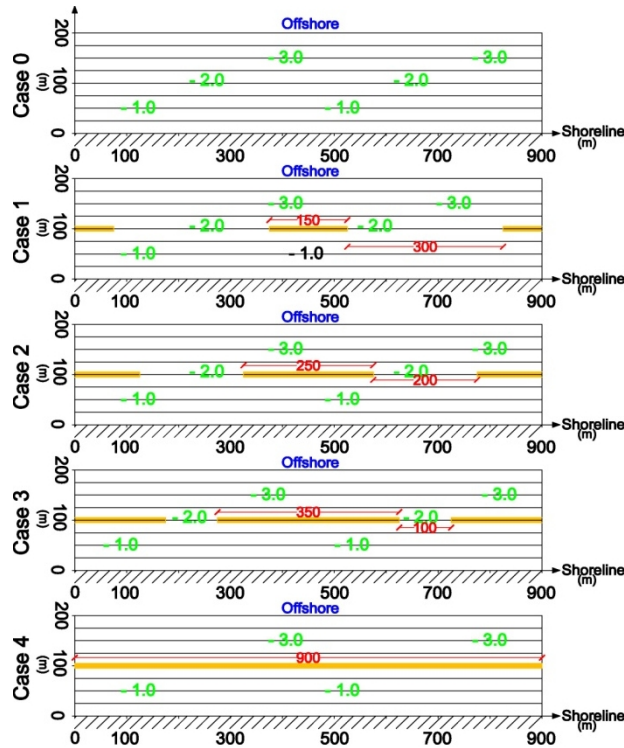 Offshore
Case 0
(m)
200
100
0
- 3.0 - 3.0
- 2.0 - 2.0
- 1.0 - 1.0
Shoreline
(m)
0 100 300 500 700 900
Offshore
Case 1
(m)
200
100
0
- 3.0 - 3.0
150
- 2.0 - 2.0
300
- 1.0 - 1.0
Shoreline
(m)
0 100 300 500 700 900
Offshore
Case 2
(m)
200
100
0
- 3.0 - 3.0
250
- 2.0 - 2.0
200
- 1.0 - 1.0
Shoreline
(m)
0 100 300 500 700 900
Offshore
Case 3
(m)
200
100
0
- 3.0 - 3.0
350
- 2.0 - 2.0
100
- 1.0 - 1.0
Shoreline
(m)
0 100 300 500 700 900
Offshore
Case 4
(m)
200
100
0
- 3.0 - 3.0
900
- 1.0 - 1.0
Shoreline
(m)
0 100 300 500 700 900